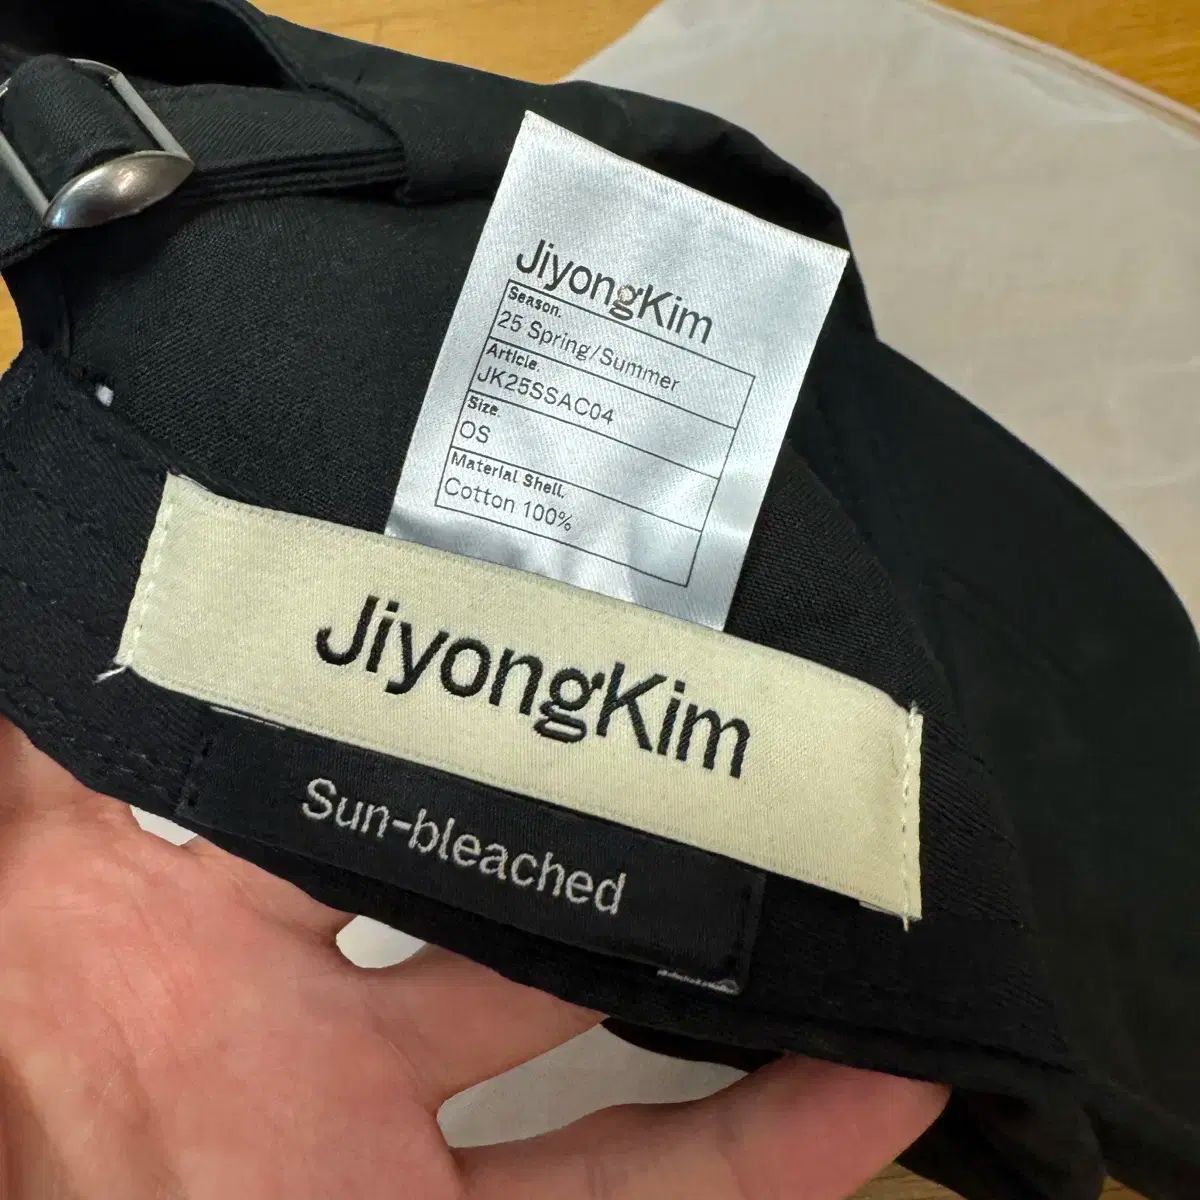 JiyongKim
Season.
25 Spring/Summer
Article.
JK25SSAC04
Size.
OS
Material Shell.
Cotton 100%
JiyongKim
Sun-bleached